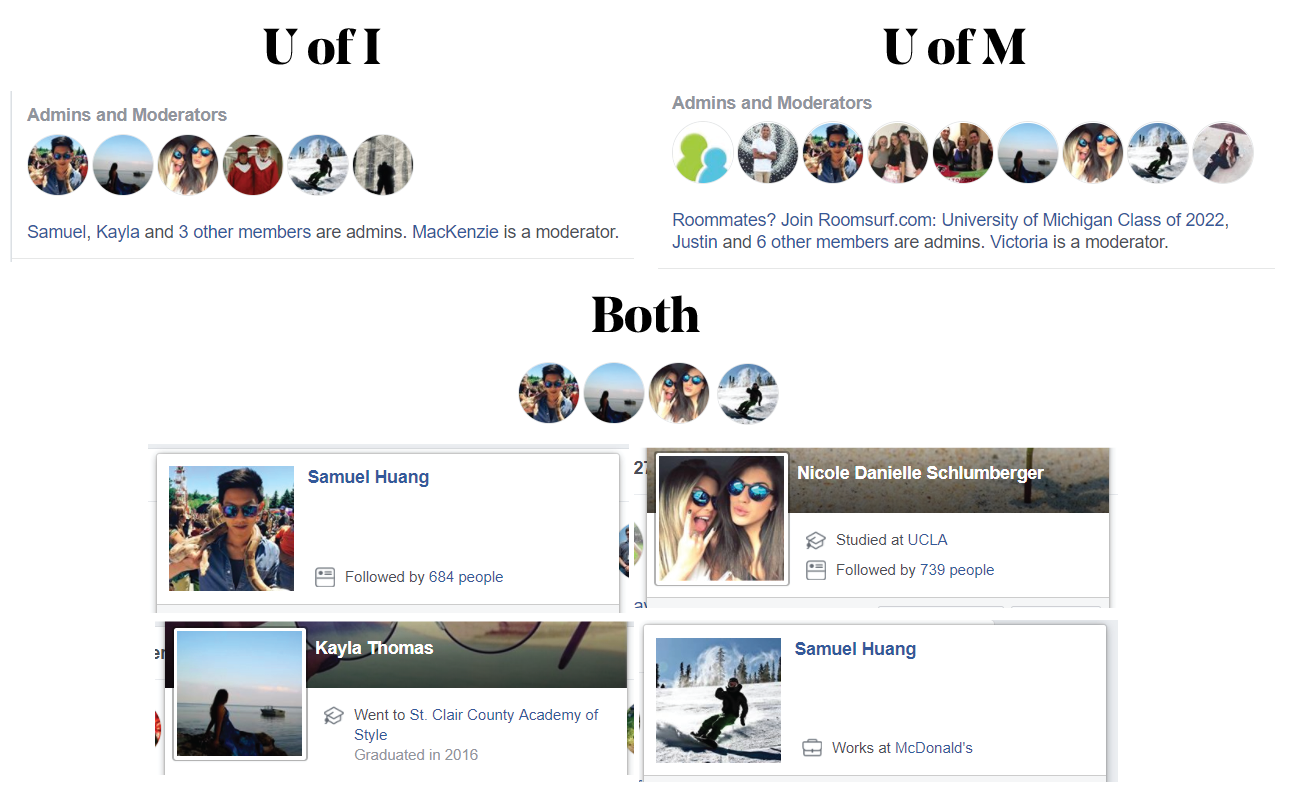 U of I
Admins and Moderators
Samuel, Kayla and 3 other members are admins. MacKenzie is a moderator.
U of M
Admins and Moderators
Roommates? Join Roomsurf.com: University of Michigan Class of 2022,
Justin and 6 other members are admins. Victoria is a moderator.
Both
Samuel Huang
Followed by 684 people
27
Nicole Danielle Schlumberger
Studied at UCLA
Followed by 739 people
av
er
Kayla Thomas
Went to St. Clair County Academy of
Style
Graduated in 2016
Samuel Huang
Works at McDonald's